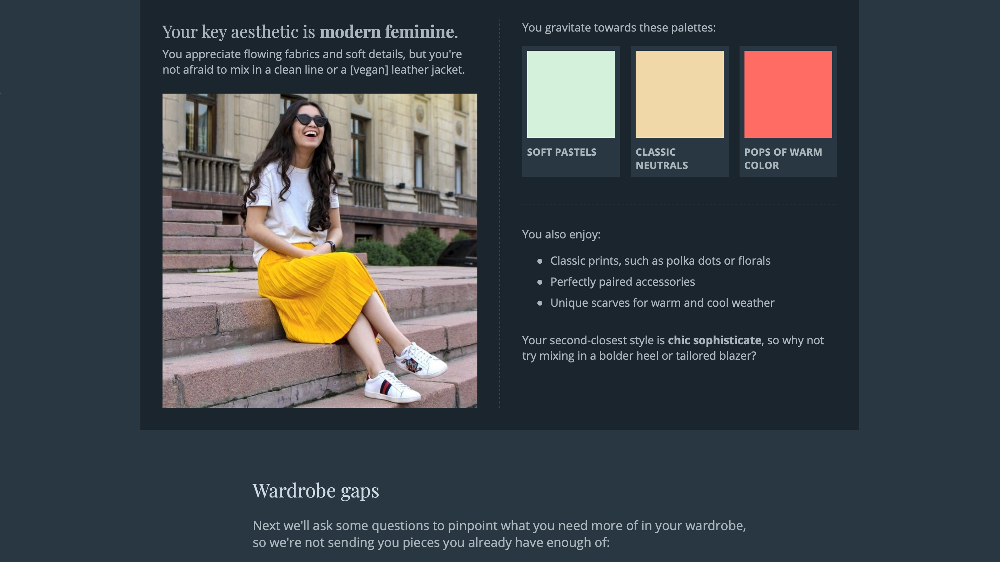 Your key aesthetic is modern feminine.
You appreciate flowing fabrics and soft details, but you're
not afraid to mix in a clean line or a [vegan] leather jacket.
You gravitate towards these palettes:
SOFT PASTELS
CLASSIC
NEUTRALS
POPS OF WARM
COLOR
You also enjoy:
Classic prints, such as polka dots or florals
Perfectly paired accessories
Unique scarves for warm and cool weather
Your second-closest style is chic sophisticate, so why not
try mixing in a bolder heel or tailored blazer?
Wardrobe gaps
Next we'll ask some questions to pinpoint what you need more of in your wardrobe,
so we're not sending you pieces you already have enough of: